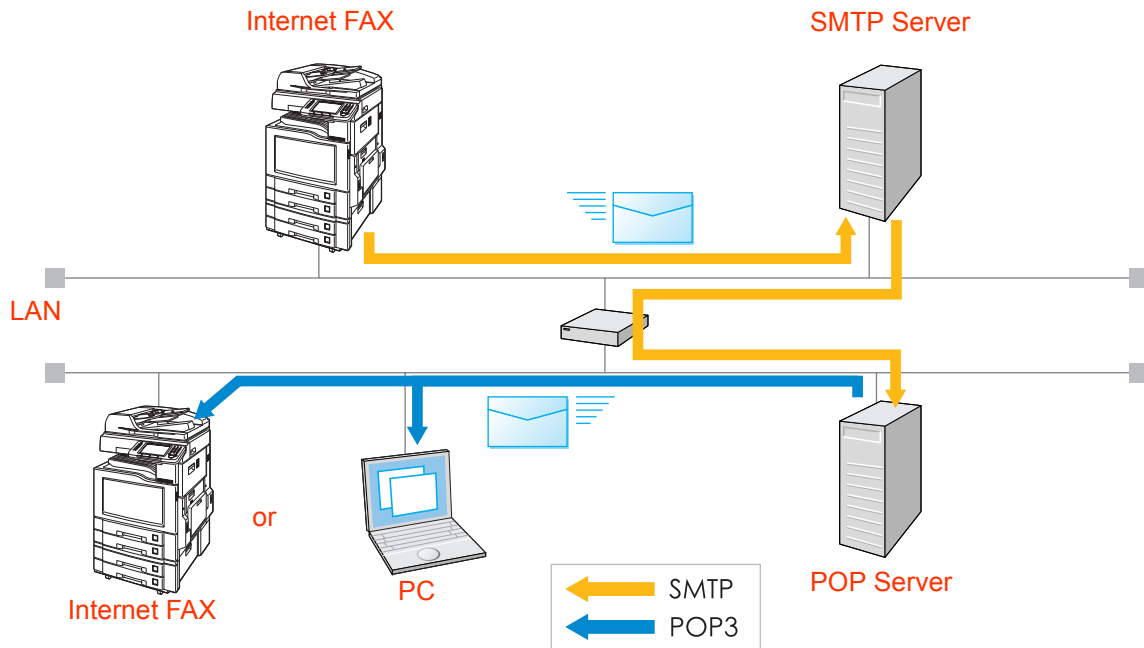 Internet FAX
SMTP Server
LAN
or
Internet FAX
PC
POP Server
SMTP
POP3